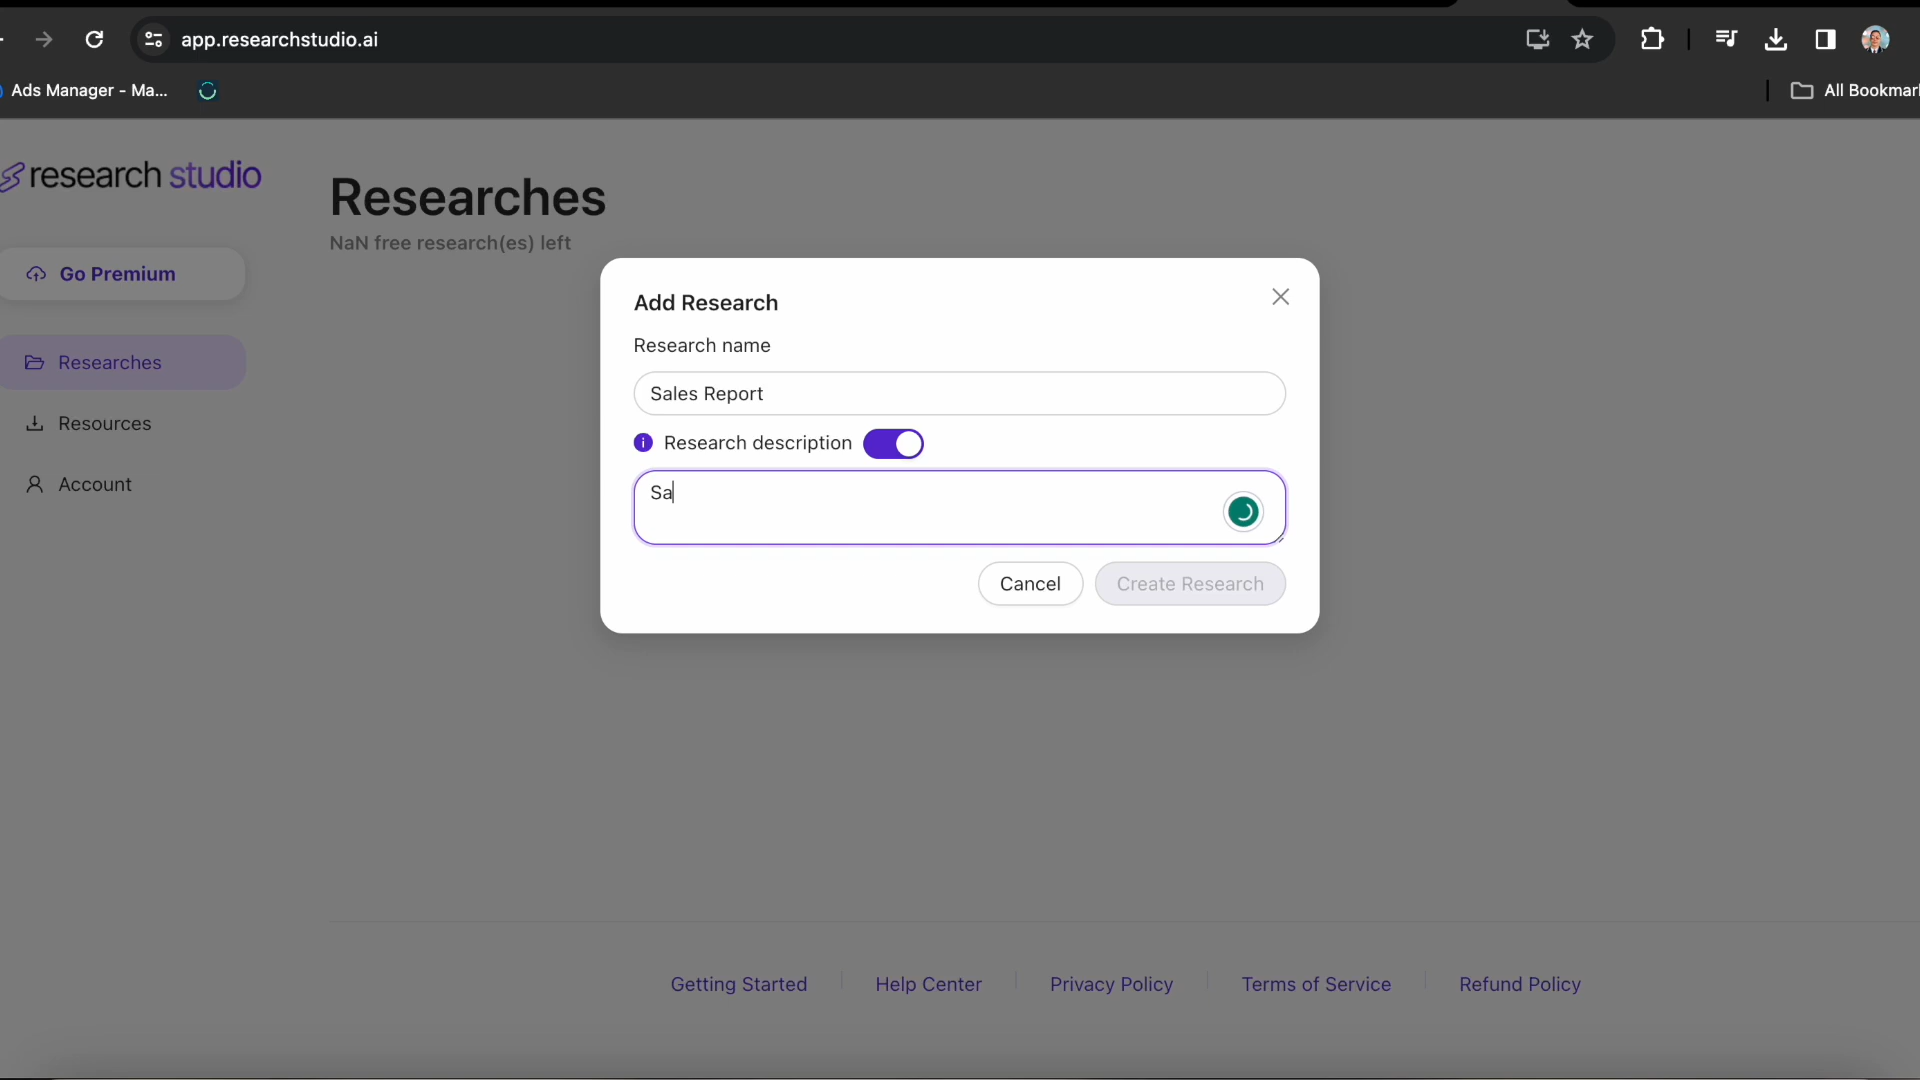 app.researchstudio.ai
Ads Manager - Ma...
All Bookmar
research studio
Researches
NaN free research(es) left
Go Premium
Researches
Resources
Account
Add Research
Research name
Sales Report
Research description
Sa
Cancel
Create Research
Getting Started
Help Center
Privacy Policy
Terms of Service
Refund Policy